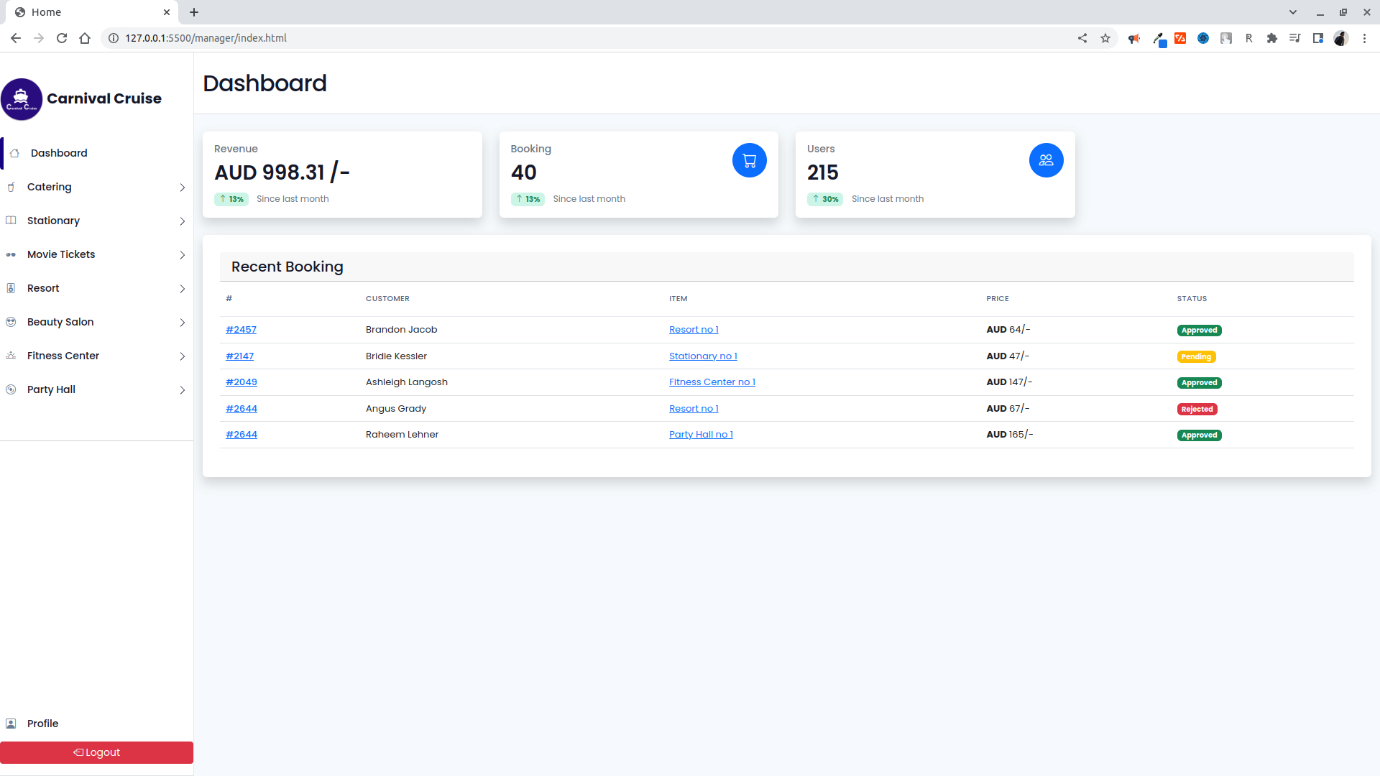 Home
127.0.0.1:5500/manager/index.html
Carnival Cruise
Dashboard
Catering
Stationary
Movie Tickets
Resort
Beauty Salon
Fitness Center
Party Hall
Profile
Logout
Dashboard
Revenue
AUD 998.31 /-
↑ 13% Since last month
Booking
40
↑ 13% Since last month
Users
215
↑ 30% Since last month
Recent Booking
# CUSTOMER ITEM PRICE STATUS
#2457 Brandon Jacob Resort no 1 AUD 64/- Approved
#2147 Bridie Kessler Stationary no 1 AUD 47/- Pending
#2049 Ashleigh Langosh Fitness Center no 1 AUD 147/- Approved
#2644 Angus Grady Resort no 1 AUD 67/- Rejected
#2644 Raheem Lehner Party Hall no 1 AUD 165/- Approved